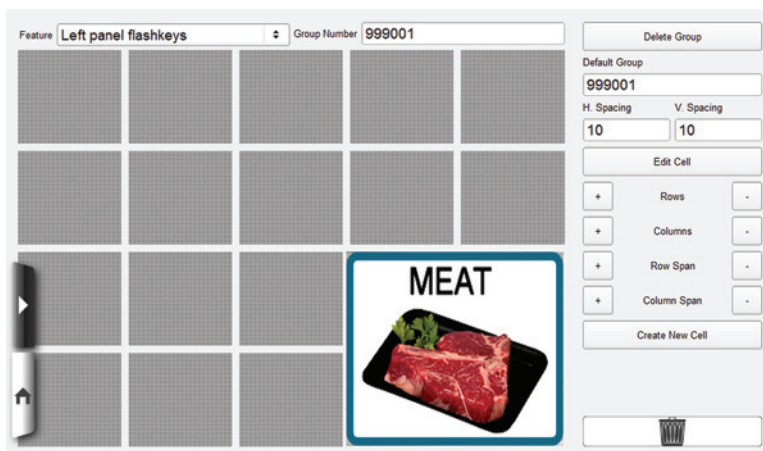 Feature Left panel flashkeys Group Number 999001
Delete Group
Default Group
999001
H. Spacing V. Spacing
10 10
Edit Cell
+ Rows -
+ Columns -
+ Row Span -
+ Column Span -
Create New Cell
MEAT